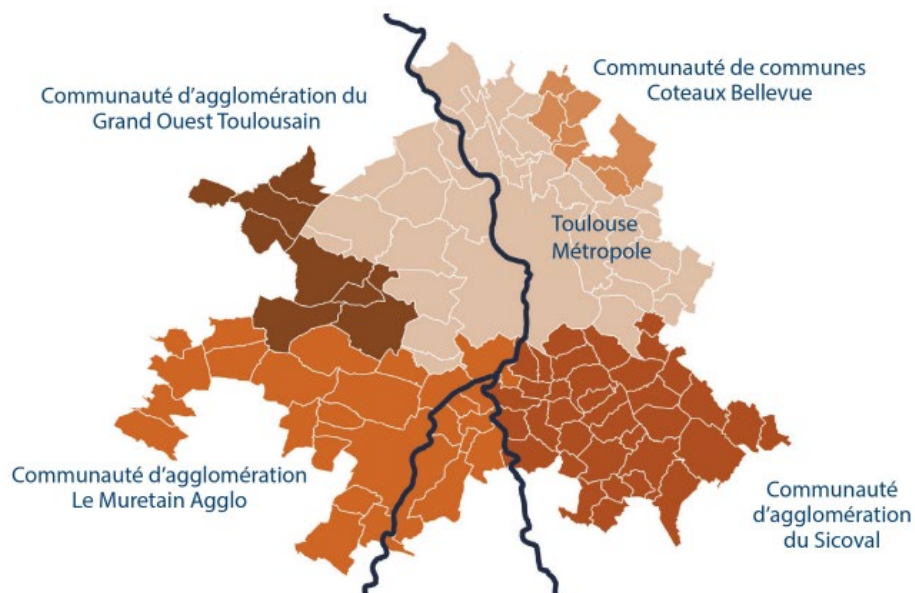 Communauté de communes
Coteaux Bellevue
Communauté d'agglomération du
Grand Ouest Toulousain
Toulouse
Métropole
Communauté d'agglomération
Le Muretain Agglo
Communauté
d'agglomération
du Sicoval